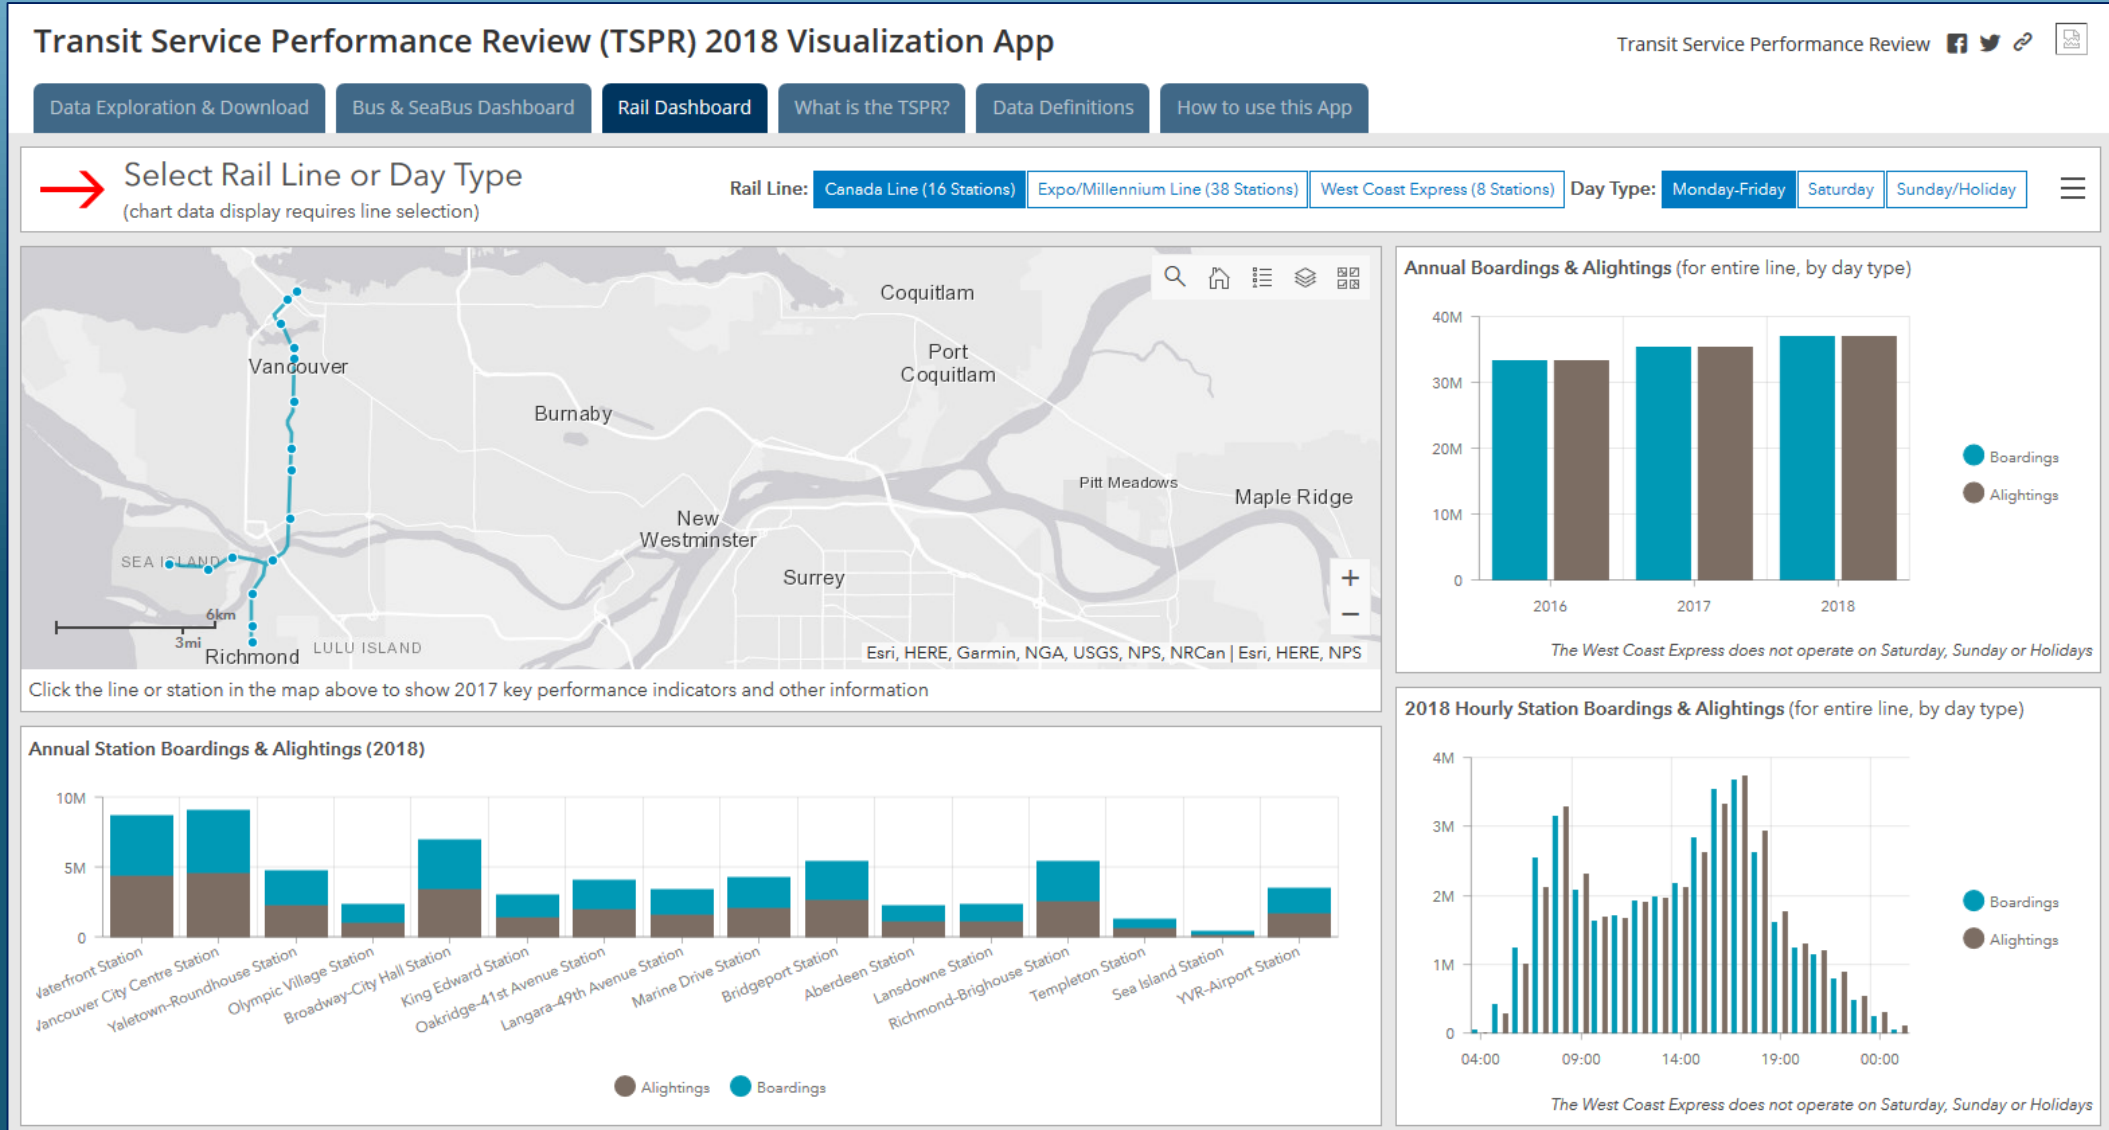 Transit Service Performance Review (TSPR) 2018 Visualization App
Transit Service Performance Review
Data Exploration & Download
Bus & SeaBus Dashboard
Rail Dashboard
What is the TSPR?
Data Definitions
How to use this App
Select Rail Line or Day Type
(chart data display requires line selection)
Rail Line: Canada Line (16 Stations) Expo/Millennium Line (38 Stations) West Coast Express (8 Stations) Day Type: Monday-Friday Saturday Sunday/Holiday
Coquitlam
Port
Coquitlam
Vancouver
Burnaby
Pitt Meadows
Maple Ridge
New
Westminster
SEA ISLAND
Surrey
6km
3mi
Richmond
LULU ISLAND
+
−
Esri, HERE, Garmin, NGA, USGS, NPS, NRCan | Esri, HERE, NPS
Click the line or station in the map above to show 2017 key performance indicators and other information
Annual Boardings & Alightings (for entire line, by day type)
40M
30M
20M
10M
0
2016 2017 2018
Boardings
Alightings
The West Coast Express does not operate on Saturday, Sunday or Holidays
Annual Station Boardings & Alightings (2018)
10M
5M
0
Waterfront Station
Vancouver City Centre Station
Yaletown-Roundhouse Station
Olympic Village Station
Broadway-City Hall Station
King Edward Station
Oakridge-41st Avenue Station
Langara-49th Avenue Station
Marine Drive Station
Bridgeport Station
Aberdeen Station
Lansdowne Station
Richmond-Brighouse Station
Templeton Station
Sea Island Station
YVR-Airport Station
Alightings Boardings
2018 Hourly Station Boardings & Alightings (for entire line, by day type)
4M
3M
2M
1M
0
04:00 09:00 14:00 19:00 00:00
Boardings
Alightings
The West Coast Express does not operate on Saturday, Sunday or Holidays